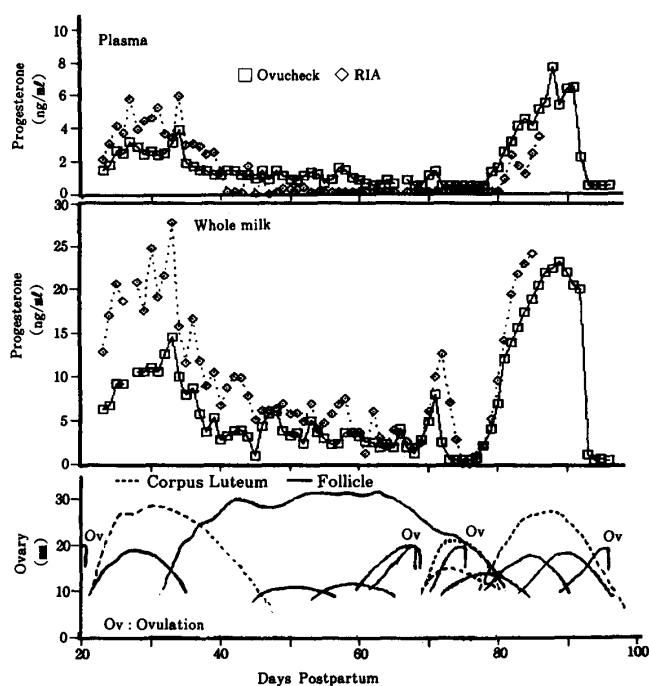 10
Plasma
8
□ Ovucheck ◇ RIA
6
4
2
0
Progesterone
(ng/mℓ)
30
Whole milk
25
20
15
10
5
0
Progesterone
(ng/mℓ)
Corpus Luteum Follicle
30
Ov Ov Ov Ov
20
10
0
Ovary
(mm)
Ov : Ovulation
20 40 60 80 100
Days Postpartum